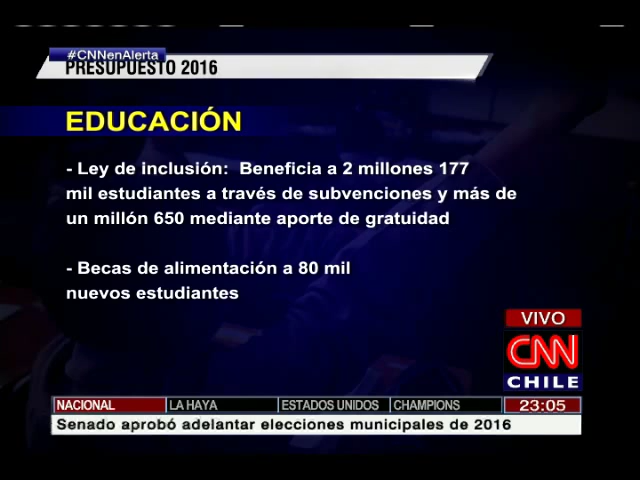 #CNNenAlerta
PRESUPUESTO 2016
EDUCACIÓN
- Ley de inclusión: Beneficia a 2 millones 177
mil estudiantes a través de subvenciones y más de
un millón 650 mediante aporte de gratuidad
- Becas de alimentación a 80 mil
nuevos estudiantes
VIVO
CNN
CHILE
NACIONAL LA HAYA ESTADOS UNIDOS CHAMPIONS 23:05
Senado aprobó adelantar elecciones municipales de 2016